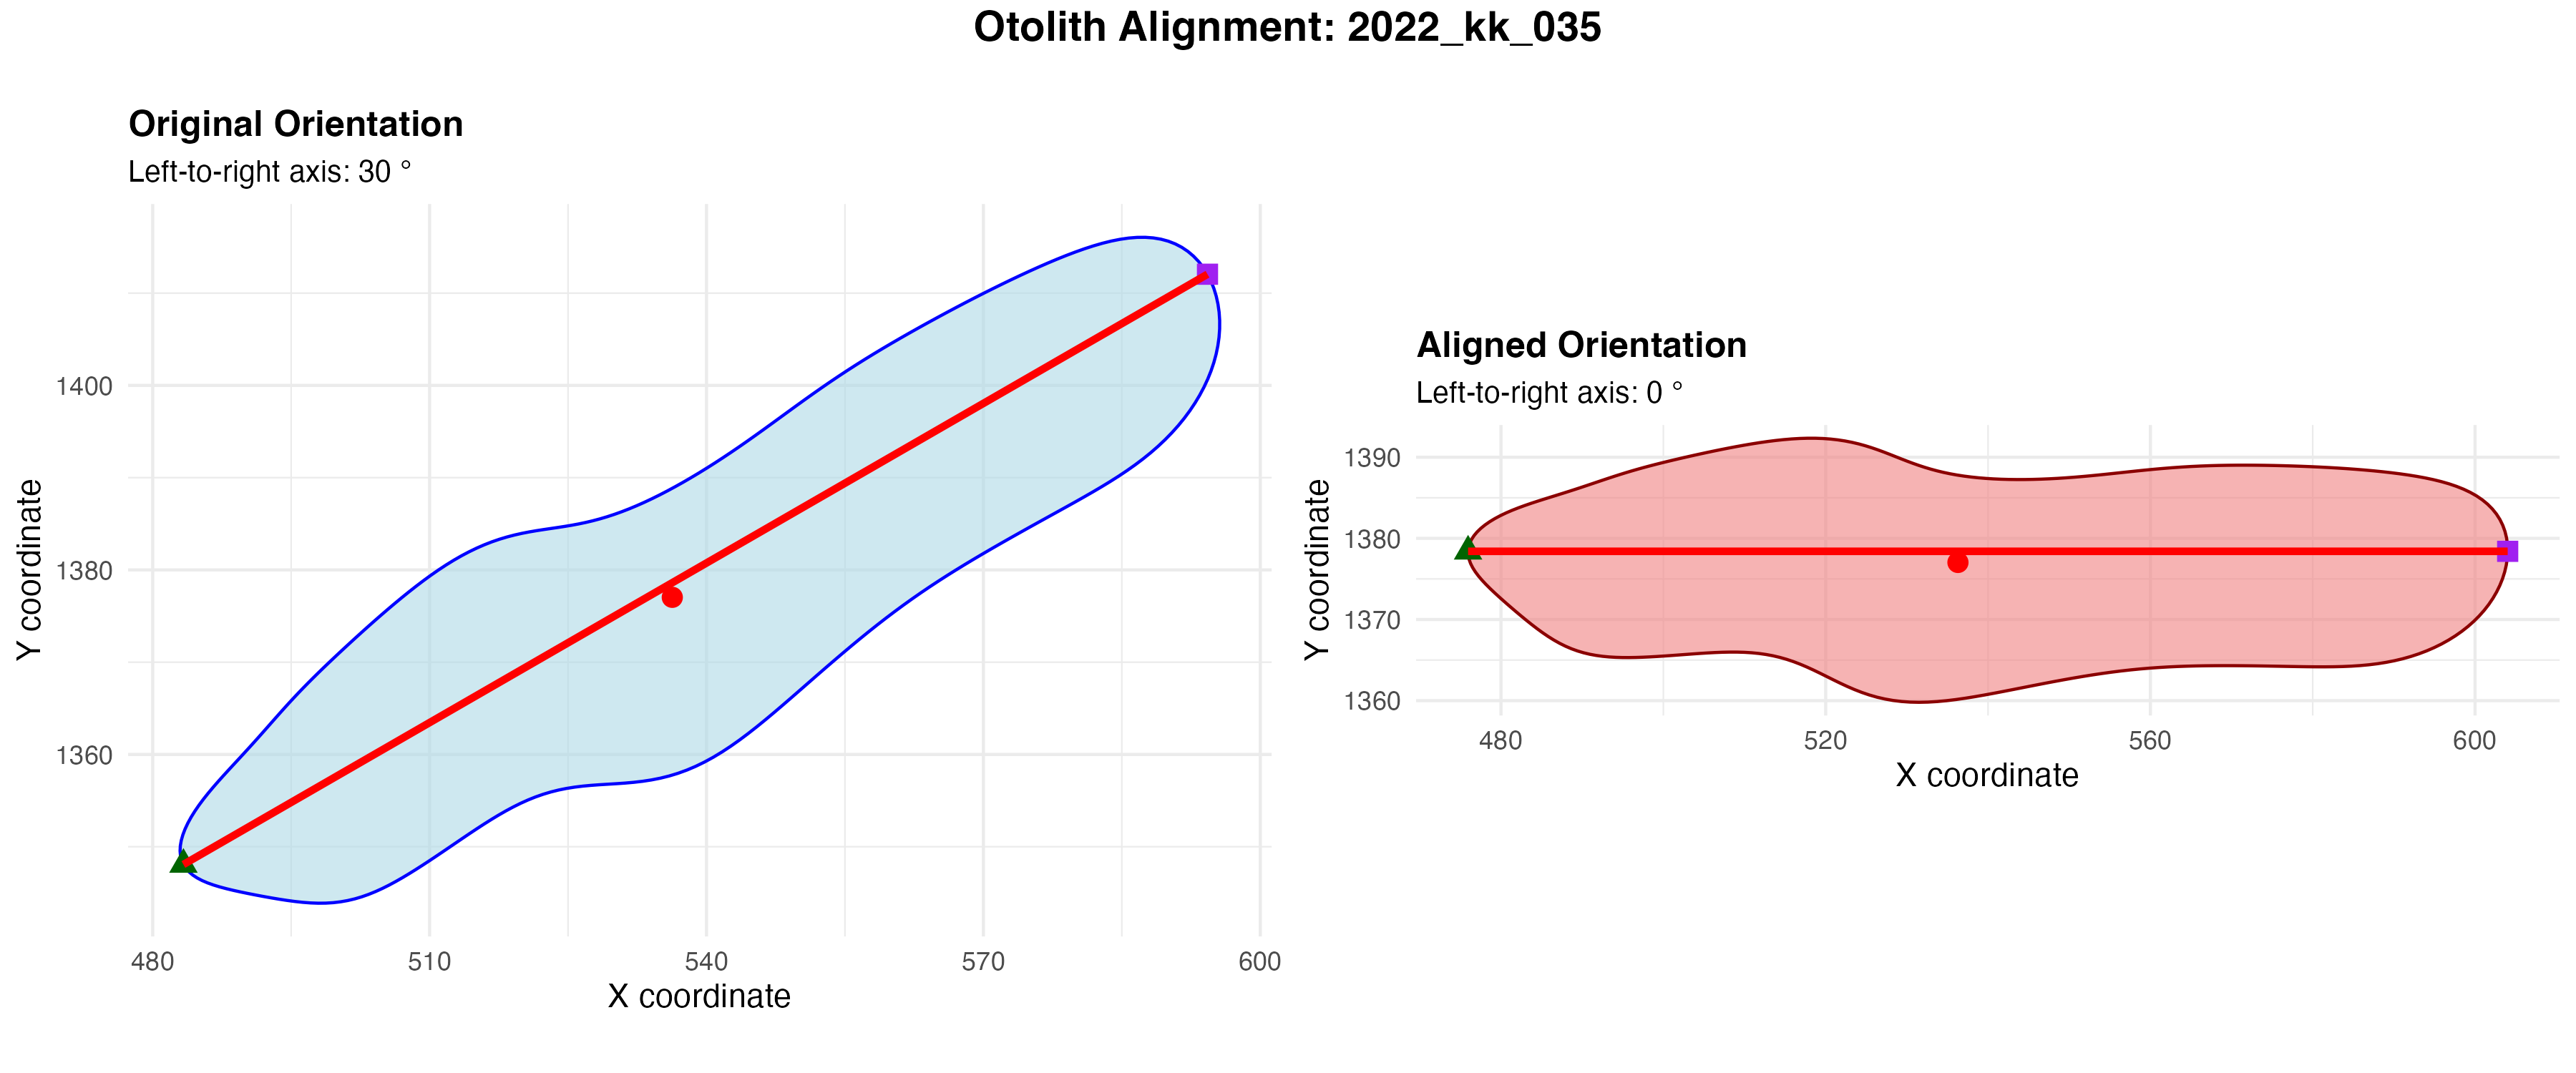 Otolith Alignment: 2022_kk_035
Original Orientation
Left-to-right axis: 30 °
Y coordinate
1400
1380
1360
480 510 540 570 600
X coordinate
Aligned Orientation
Left-to-right axis: 0 °
Y coordinate
1390
1380
1370
1360
480 520 560 600
X coordinate